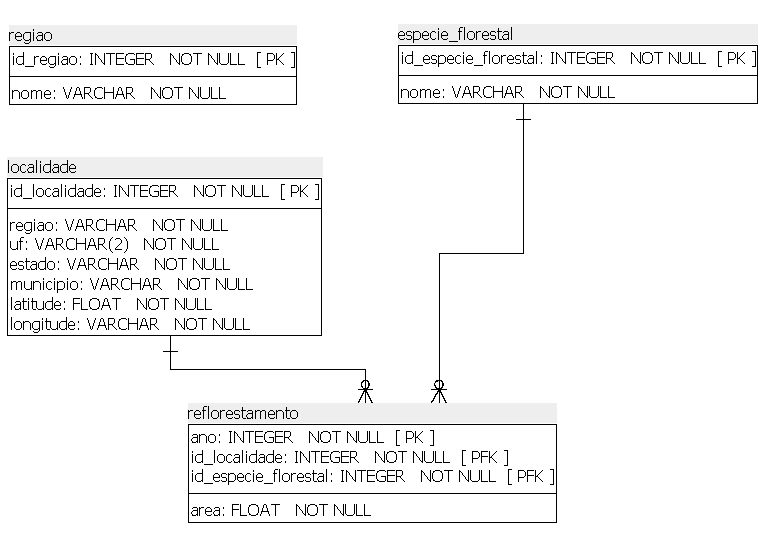 regiao
id_regiao: INTEGER NOT NULL [ PK ]
nome: VARCHAR NOT NULL
especie_florestal
id_especie_florestal: INTEGER NOT NULL [ PK ]
nome: VARCHAR NOT NULL
localidade
id_localidade: INTEGER NOT NULL [ PK ]
regiao: VARCHAR NOT NULL
uf: VARCHAR(2) NOT NULL
estado: VARCHAR NOT NULL
municipio: VARCHAR NOT NULL
latitude: FLOAT NOT NULL
longitude: VARCHAR NOT NULL
reflorestamento
ano: INTEGER NOT NULL [ PK ]
id_localidade: INTEGER NOT NULL [ PFK ]
id_especie_florestal: INTEGER NOT NULL [ PFK ]
area: FLOAT NOT NULL